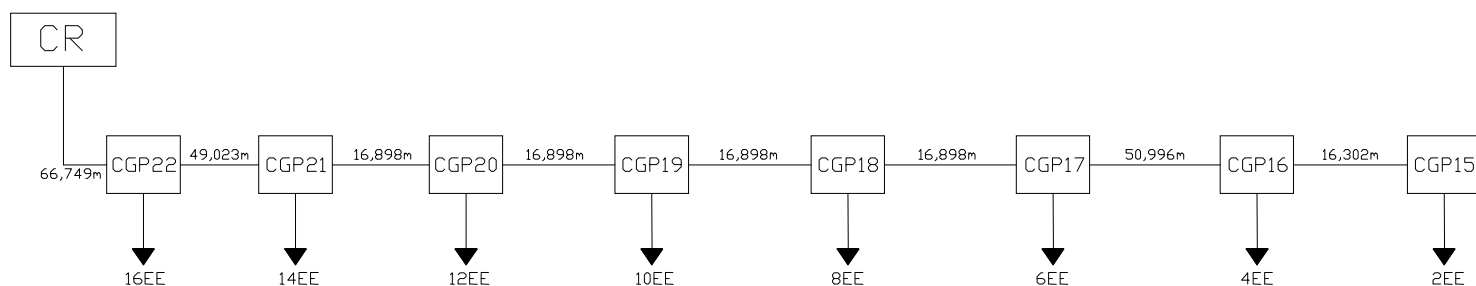 CR
66,749m
CGP22
49,023m
CGP21
16,898m
CGP20
16,898m
CGP19
16,898m
CGP18
16,898m
CGP17
50,996m
CGP16
16,302m
CGP15
16EE
14EE
12EE
10EE
8EE
6EE
4EE
2EE